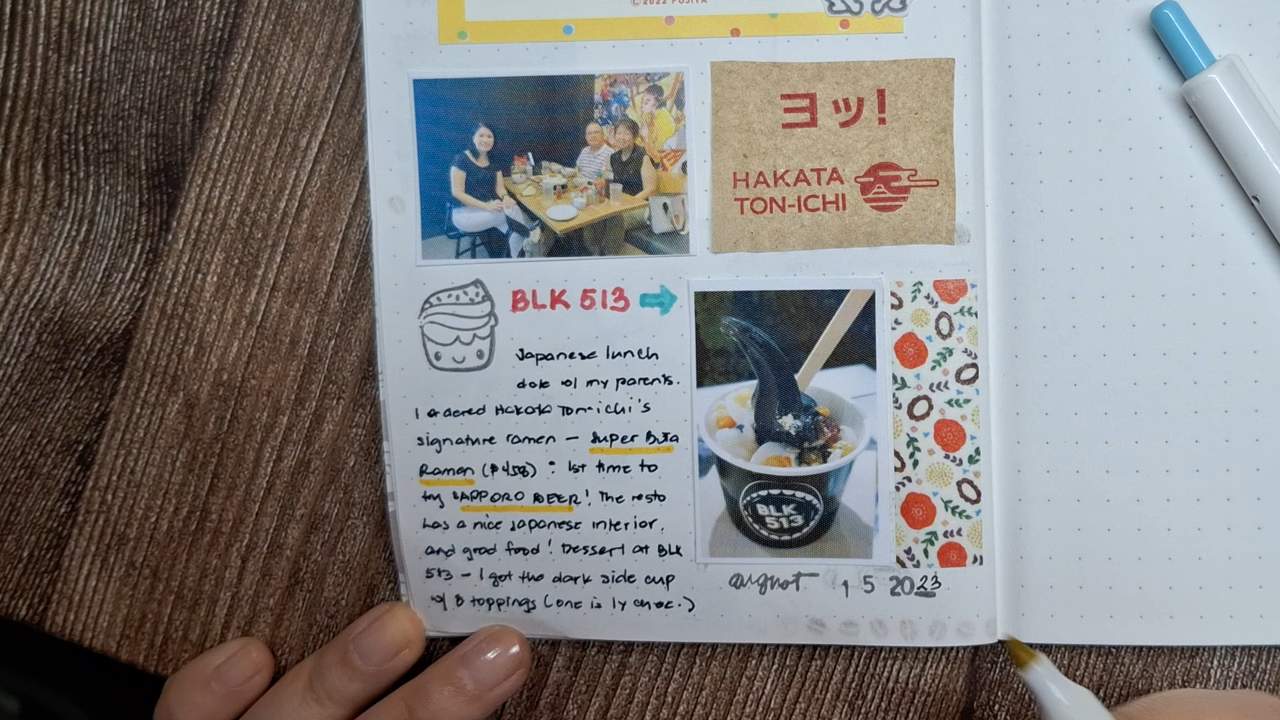 ©2022 FUJIYA
ヨッ!
HAKATA
TON-ICHI
BLK 513
Japanese lunch
date w/ my parents.
I ordered Hakata Ton-ichi's
signature ramen – Super Buta
Ramen (₱458). 1st time to
try SAPPORO BEER! The resto
has a nice Japanese interior,
and good food! Dessert at BLK
513 – I got the dark side cup
w/ 3 toppings (one is ly choc.)
BLK
513
august 15 2023